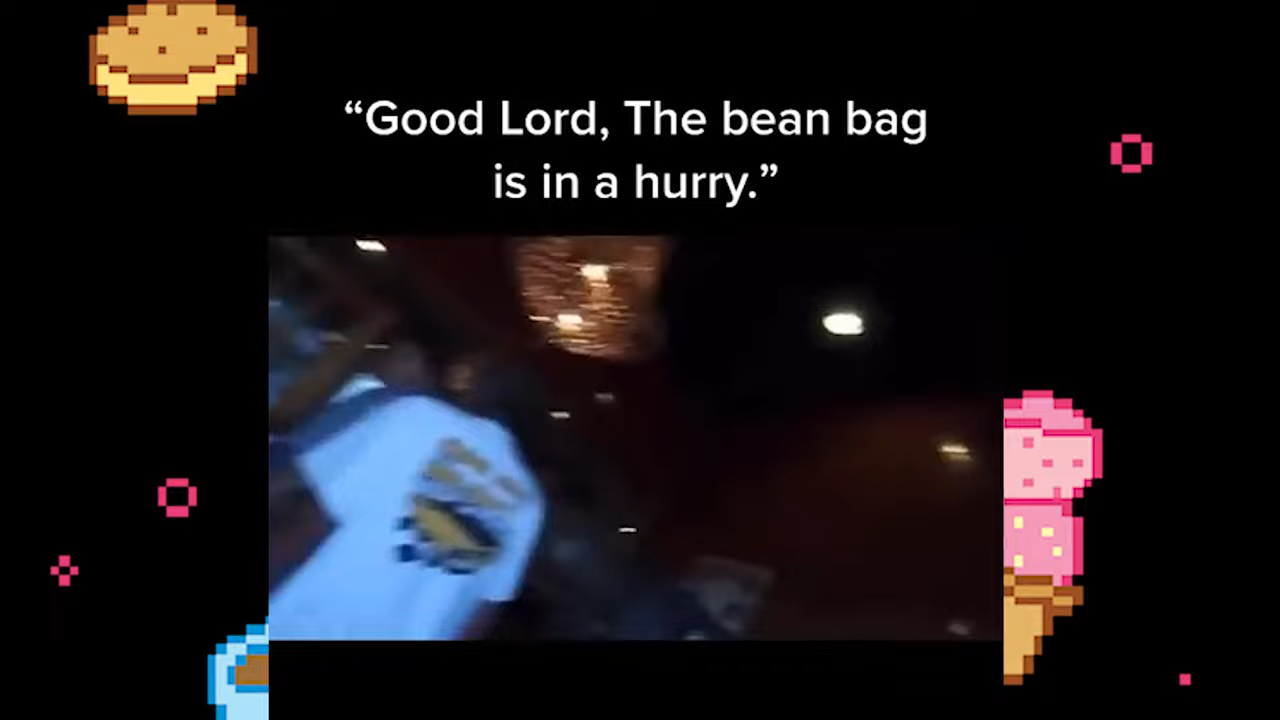 “Good Lord, The bean bag
is in a hurry.”